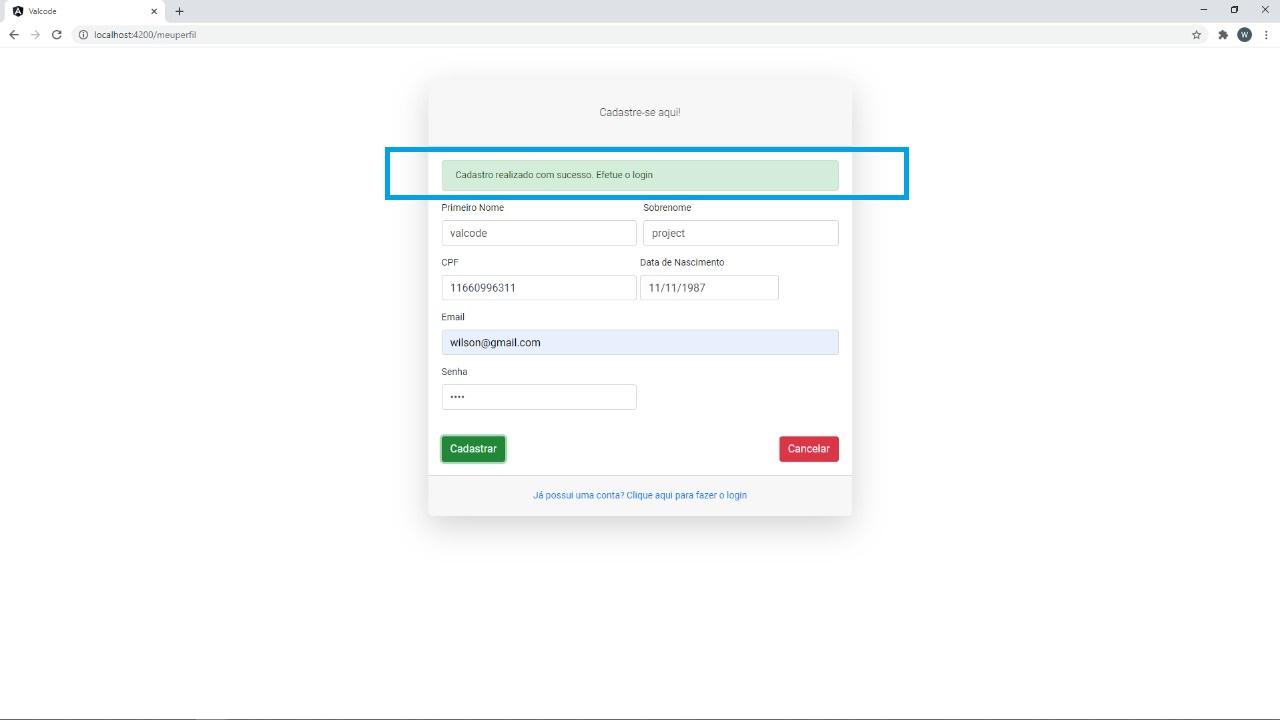 Valcode
localhost:4200/meuperfil
W
Cadastre-se aqui!
Cadastro realizado com sucesso. Efetue o login
Primeiro Nome Sobrenome
valcode project
CPF Data de Nascimento
11660996311 11/11/1987
Email
wilson@gmail.com
Senha
••••
Cadastrar Cancelar
Já possui uma conta? Clique aqui para fazer o login